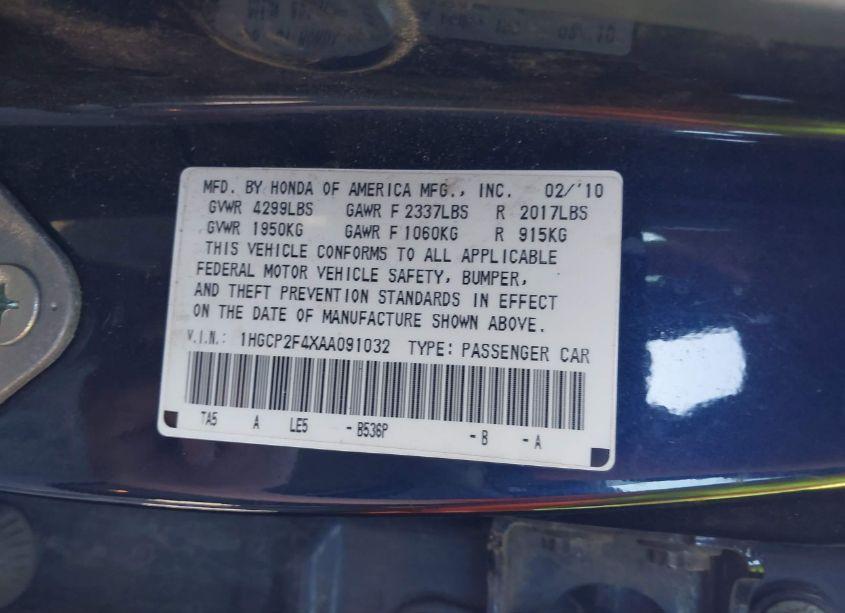 MFD. BY HONDA OF AMERICA MFG., INC. 02/'10
GVWR 4299LBS GAWR F 2337LBS R 2017LBS
GVWR 1950KG GAWR F 1060KG R 915KG
THIS VEHICLE CONFORMS TO ALL APPLICABLE
FEDERAL MOTOR VEHICLE SAFETY, BUMPER,
AND THEFT PREVENTION STANDARDS IN EFFECT
ON THE DATE OF MANUFACTURE SHOWN ABOVE.
V.I.N.: 1HGCP2F4XAA091032 TYPE: PASSENGER CAR
TA5 A LE5 - B536P - B - A